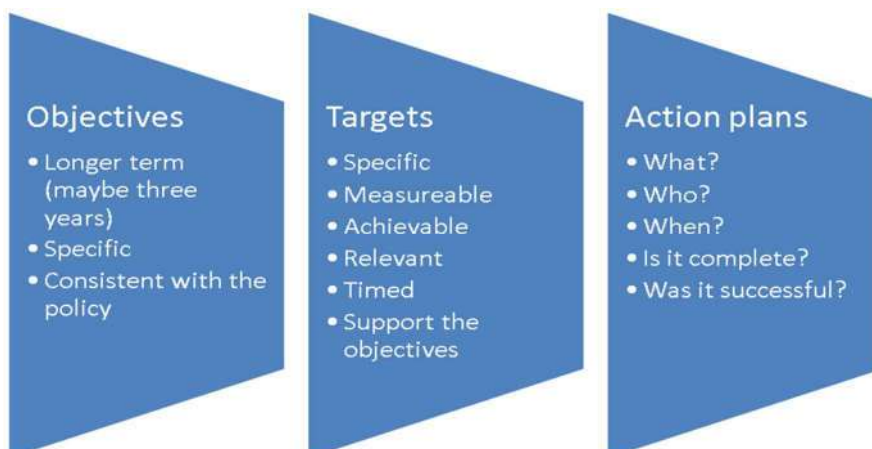 Objectives
• Longer term
(maybe three
years)
• Specific
• Consistent with the
policy
Targets
• Specific
• Measureable
• Achievable
• Relevant
• Timed
• Support the
objectives
Action plans
• What?
• Who?
• When?
• Is it complete?
• Was it successful?